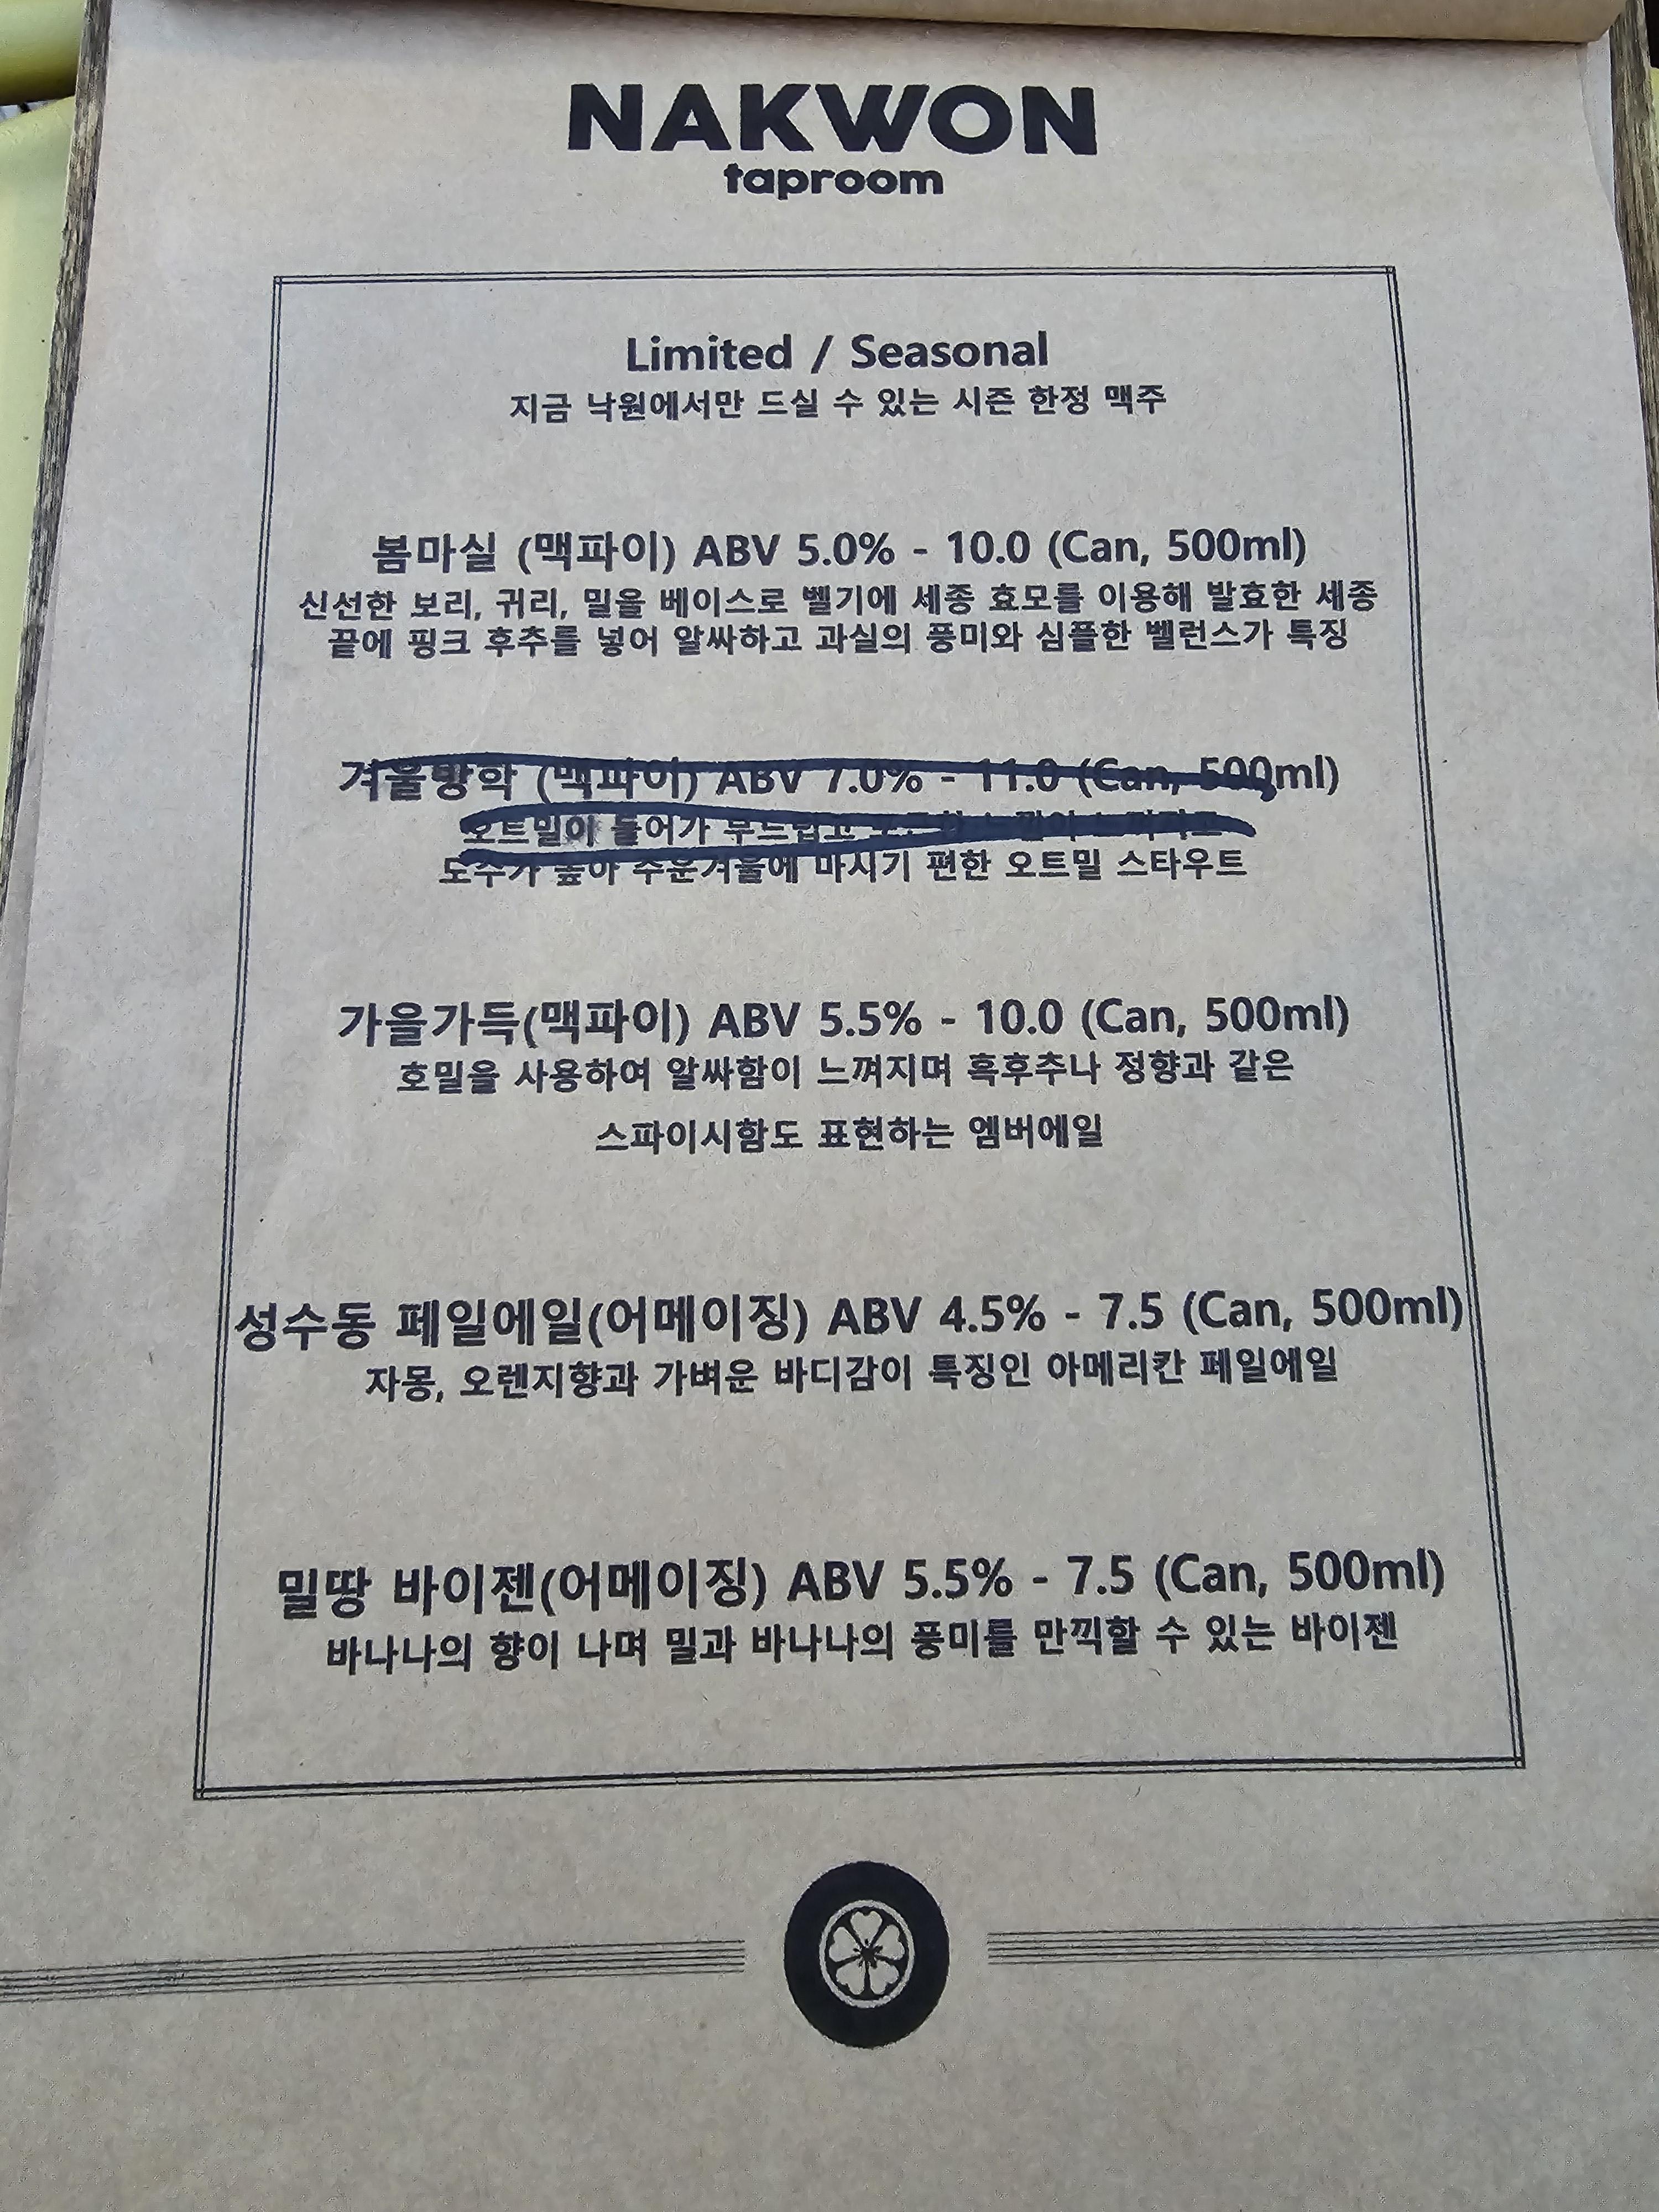 NAKWON
taproom
Limited / Seasonal
지금 낙원에서만 드실 수 있는 시즌 한정 맥주
봄마실 (맥파이) ABV 5.0% - 10.0 (Can, 500ml)
신선한 보리, 귀리, 밀을 베이스로 벨기에 세종 효모를 이용해 발효한 세종
끝에 핑크 후추를 넣어 알싸하고 과실의 풍미와 심플한 벨런스가 특징
겨울방학 (맥파이) ABV 7.0% - 11.0 (Can, 500ml)
오트밀이 들어가 부드럽고
도수가 높아 추운겨울에 마시기 편한 오트밀 스타우트
가을가득(맥파이) ABV 5.5% - 10.0 (Can, 500ml)
호밀을 사용하여 알싸함이 느껴지며 흑후추나 정향과 같은
스파이시함도 표현하는 엠버에일
성수동 페일에일(어메이징) ABV 4.5% - 7.5 (Can, 500ml)
자몽, 오렌지향과 가벼운 바디감이 특징인 아메리칸 페일에일
밀땅 바이젠(어메이징) ABV 5.5% - 7.5 (Can, 500ml)
바나나의 향이 나며 밀과 바나나의 풍미를 만끽할 수 있는 바이젠